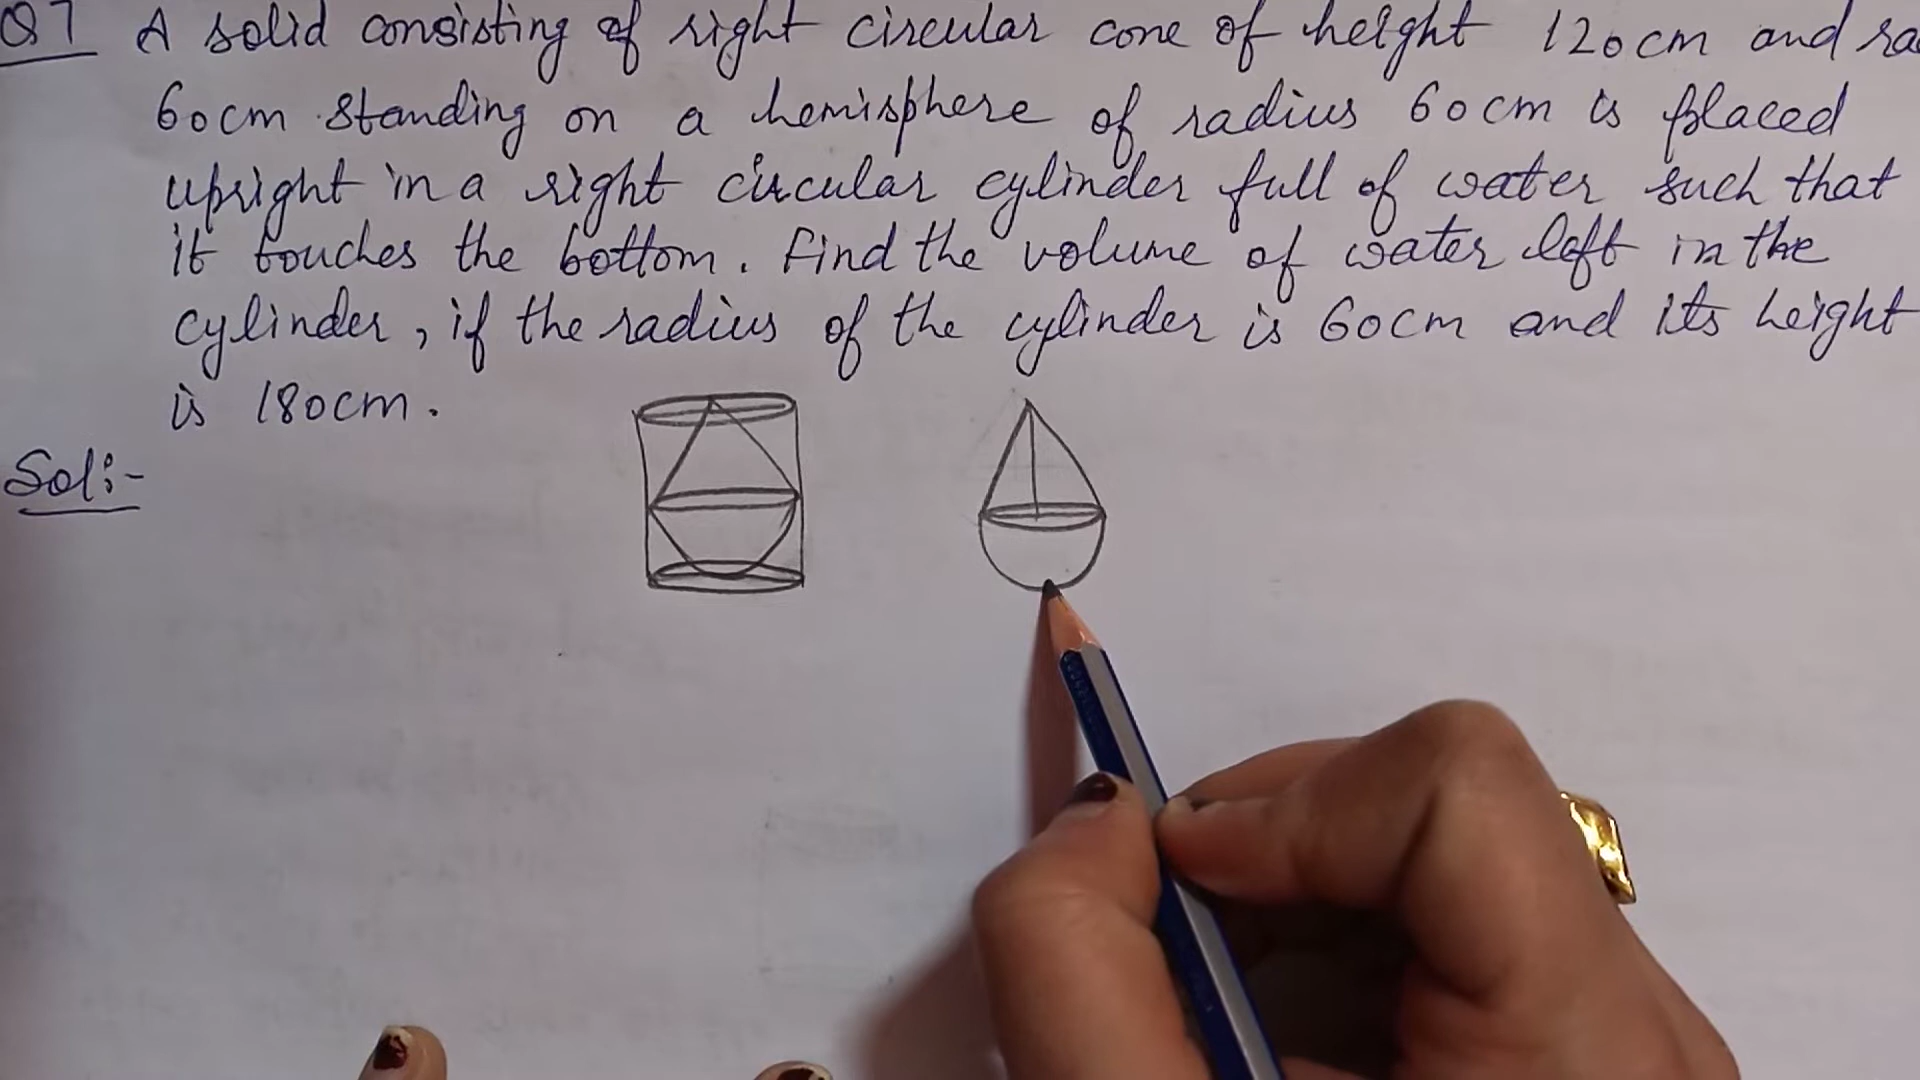 Q7 A solid consisting of right circular cone of height 120cm and ra
60cm standing on a hemisphere of radius 60cm is placed
upright in a right circular cylinder full of water such that
it touches the bottom. Find the volume of water left in the
cylinder, if the radius of the cylinder is 60cm and its height
is 180cm.
Sol:-